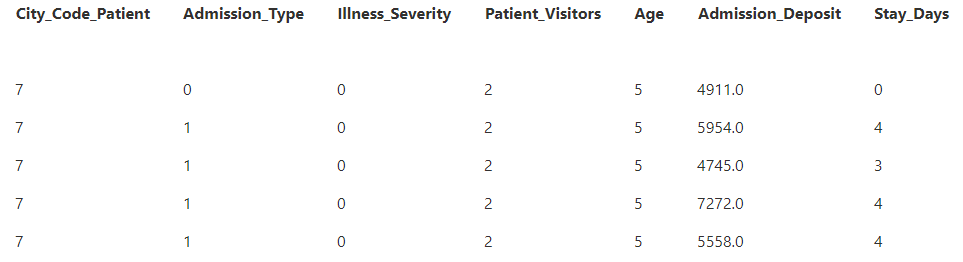 City_Code_Patient Admission_Type Illness_Severity Patient_Visitors Age Admission_Deposit Stay_Days
7 0 0 2 5 4911.0 0
7 1 0 2 5 5954.0 4
7 1 0 2 5 4745.0 3
7 1 0 2 5 7272.0 4
7 1 0 2 5 5558.0 4